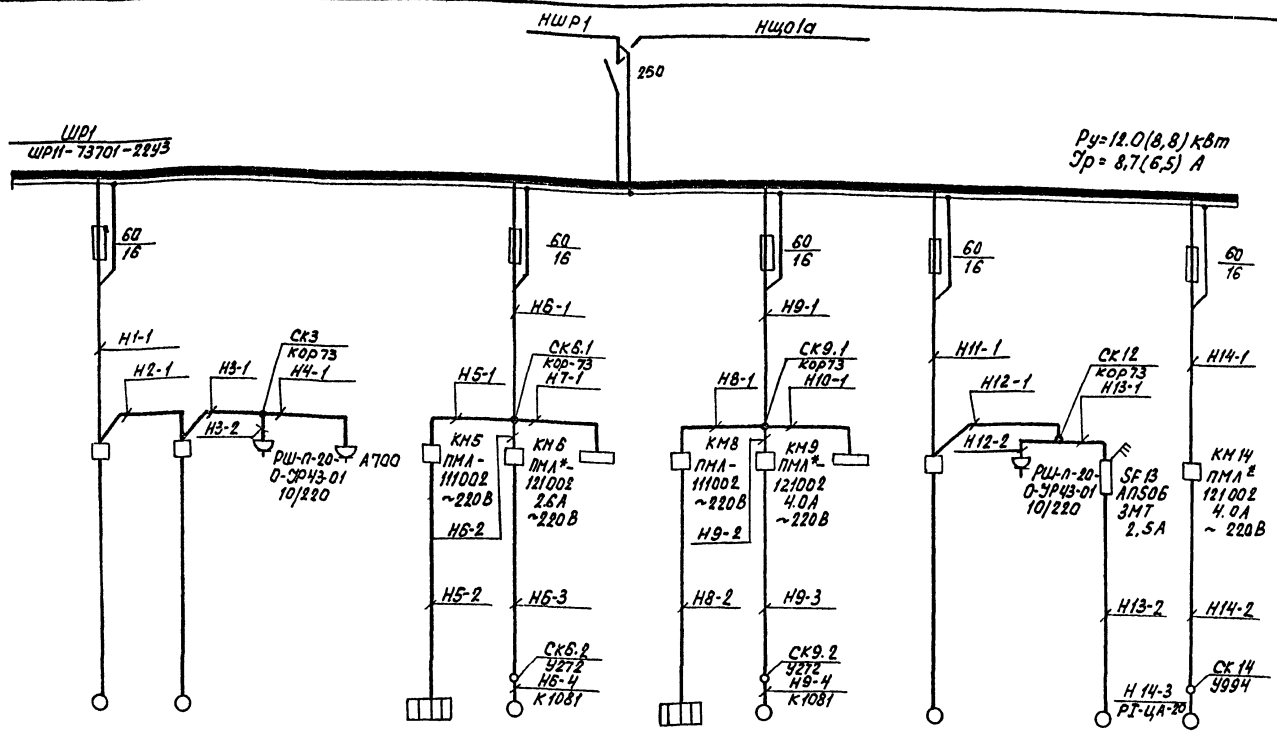 НШР1
НЩО1а
250
ШР1
ШР11-73701-22У3
Ру=12.0(8,8) кВт
Jр = 8,7(6,5) А
60
16
60
16
60
16
60
16
60
16
Н1-1
Н2-1
Н3-1
СК3
КОР73
Н4-1
Н3-2
РШ-П-20-
0-JР43-01
10/220
А700
Н6-1
СК6.1
КОР-73
Н5-1
Н7-1
КМ5
ПМЛ-
111002
~220В
КМ6
ПМЛ*-
121002
2.6А
~220В
Н6-2
Н5-2
Н6-3
СК6.2
У272
Н6-4
К1081
Н9-1
СК9.1
КОР73
Н8-1
Н10-1
КМ8
ПМЛ-
111002
~220В
КМ9
ПМЛ*-
121002
4.0А
~220В
Н9-2
Н8-2
Н9-3
СК9.2
У272
Н9-4
К1081
Н11-1
СК12
КОР73
Н12-1
Н13-1
Н12-2
РШ-П-20-
0-JР43-01
10/220
SF13
АП50Б
3МТ
2,5А
Н13-2
Н14-1
КМ14
ПМЛ*
121002
4.0А
~ 220В
Н14-2
СК14
У994
Н14-3
РI-ЦА-20